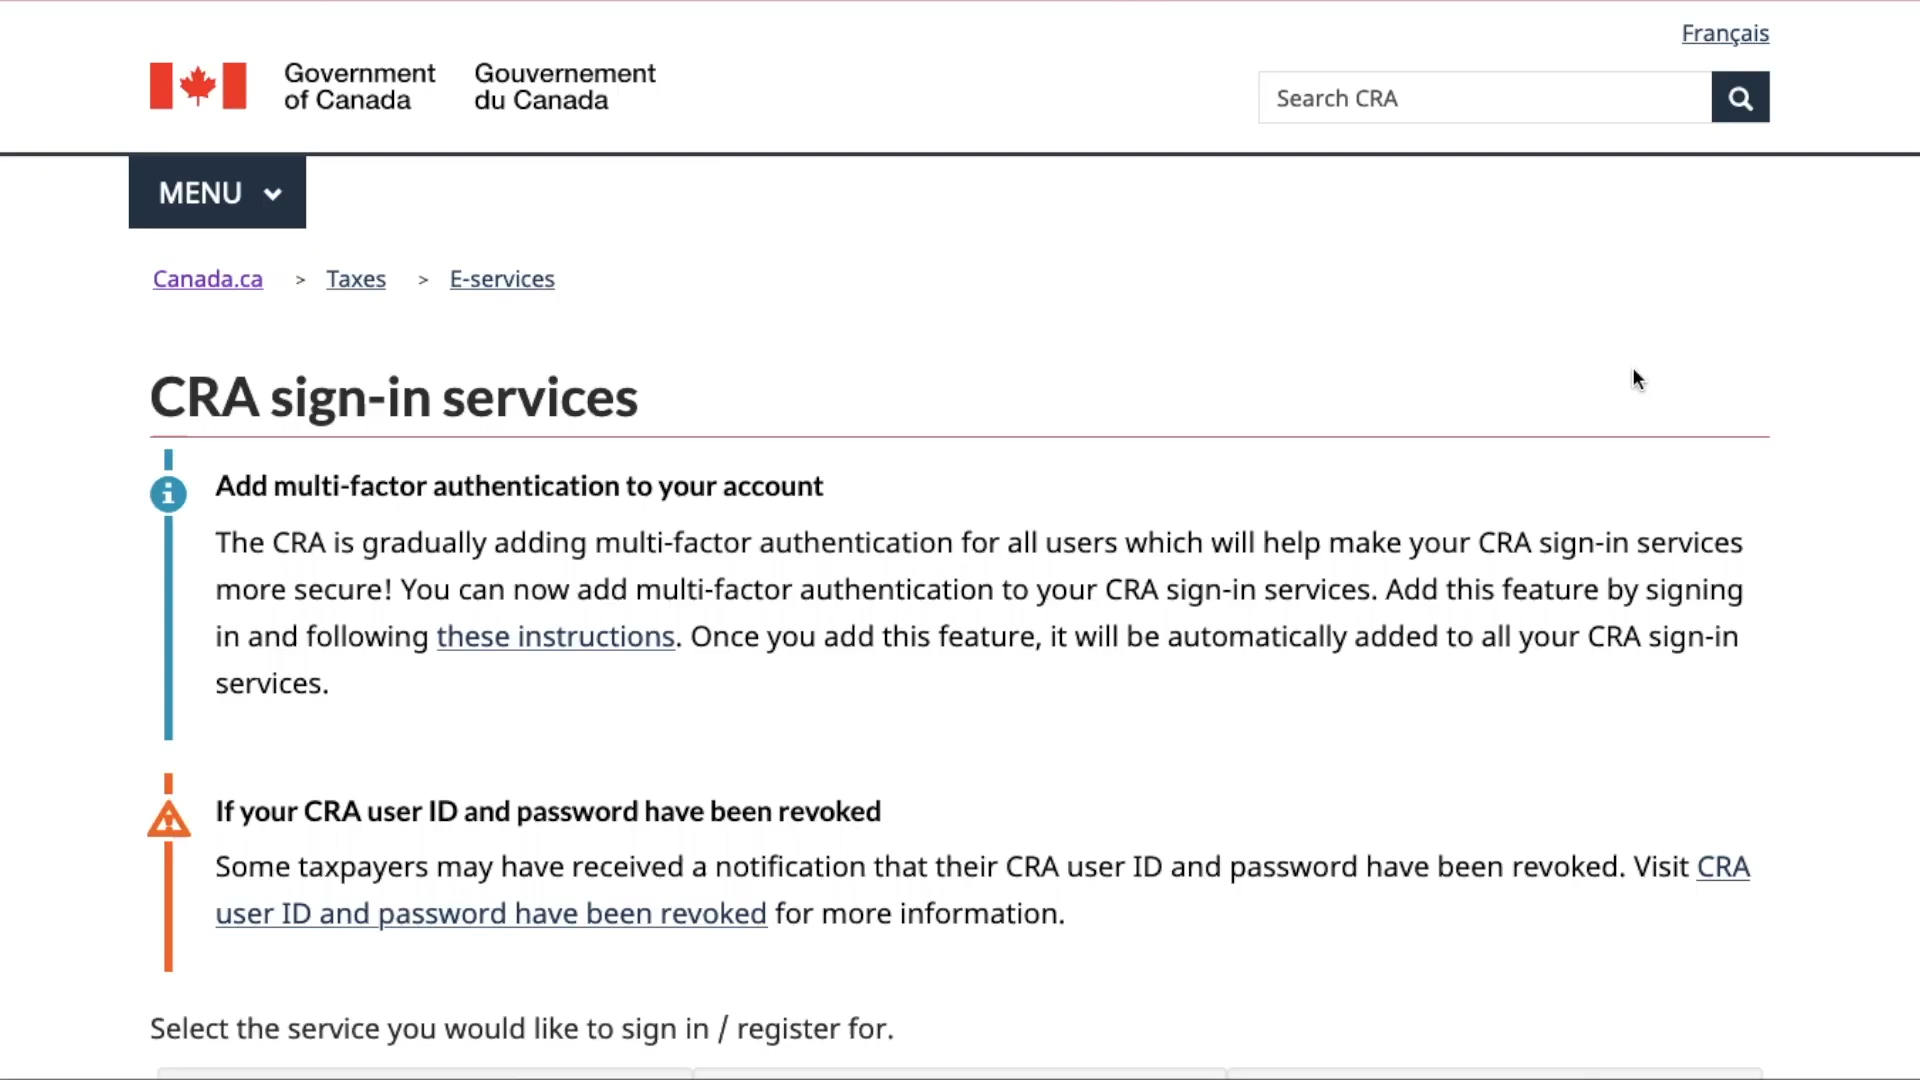 Français
Government of Canada
Gouvernement du Canada
Search CRA
MENU
Canada.ca > Taxes > E-services
CRA sign-in services
Add multi-factor authentication to your account
The CRA is gradually adding multi-factor authentication for all users which will help make your CRA sign-in services
more secure! You can now add multi-factor authentication to your CRA sign-in services. Add this feature by signing
in and following these instructions. Once you add this feature, it will be automatically added to all your CRA sign-in
services.
If your CRA user ID and password have been revoked
Some taxpayers may have received a notification that their CRA user ID and password have been revoked. Visit CRA
user ID and password have been revoked for more information.
Select the service you would like to sign in / register for.